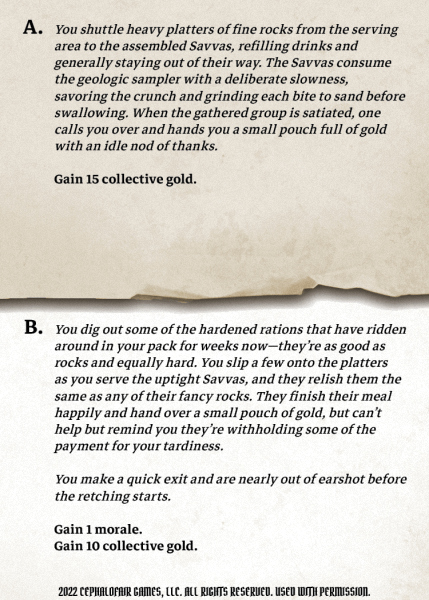 A. You shuttle heavy platters of fine rocks from the serving
area to the assembled Savvas, refilling drinks and
generally staying out of their way. The Savvas consume
the geologic sampler with a deliberate slowness,
savoring the crunch and grinding each bite to sand before
swallowing. When the gathered group is satiated, one
calls you over and hands you a small pouch full of gold
with an idle nod of thanks.
Gain 15 collective gold.
B. You dig out some of the hardened rations that have ridden
around in your pack for weeks now—they're as good as
rocks and equally hard. You slip a few onto the platters
as you serve the uptight Savvas, and they relish them the
same as any of their fancy rocks. They finish their meal
happily and hand over a small pouch of gold, but can't
help but remind you they're withholding some of the
payment for your tardiness.
You make a quick exit and are nearly out of earshot before
the retching starts.
Gain 1 morale.
Gain 10 collective gold.
2022 CEPHALOFAIR GAMES, LLC. ALL RIGHTS RESERVED. USED WITH PERMISSION.